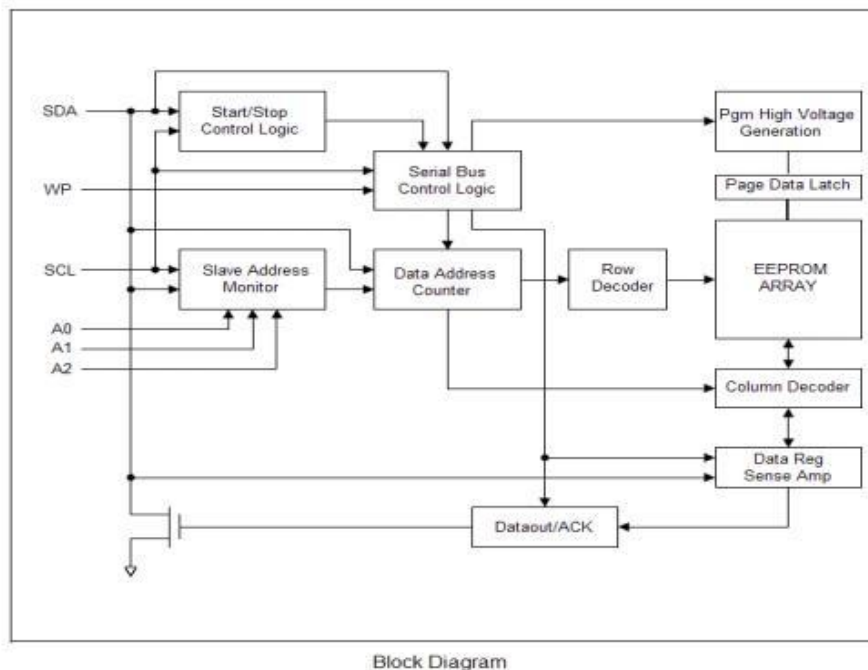 SDA
Start/Stop
Control Logic
Pgm High Voltage
Generation
WP
Serial Bus
Control Logic
Page Data Latch
SCL
Slave Address
Monitor
Data Address
Counter
Row
Decoder
EEPROM
ARRAY
A0
A1
A2
Column Decoder
Data Reg
Sense Amp
Dataout/ACK
Block Diagram